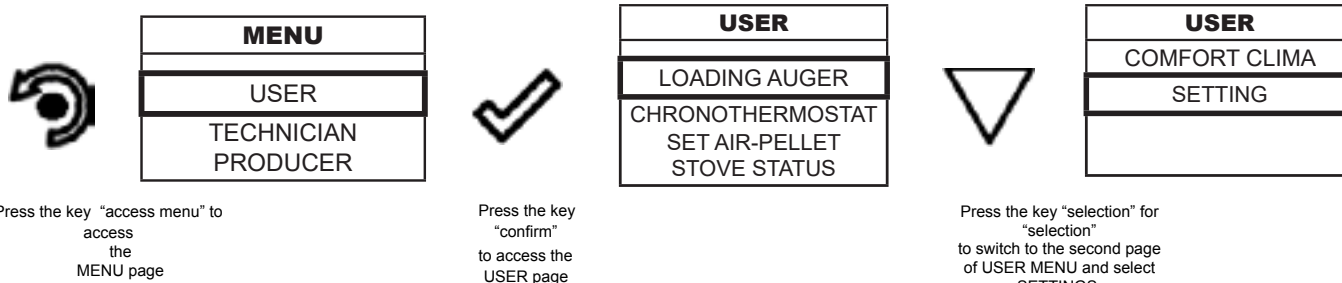 MENU
USER
TECHNICIAN
PRODUCER
Press the key "access menu" to
access
the
MENU page
USER
LOADING AUGER
CHRONOTHERMOSTAT
SET AIR-PELLET
STOVE STATUS
Press the key
“confirm”
to access the
USER page
USER
COMFORT CLIMA
SETTING
Press the key “selection” for
“selection”
to switch to the second page
of USER MENU and select
SETTINGS